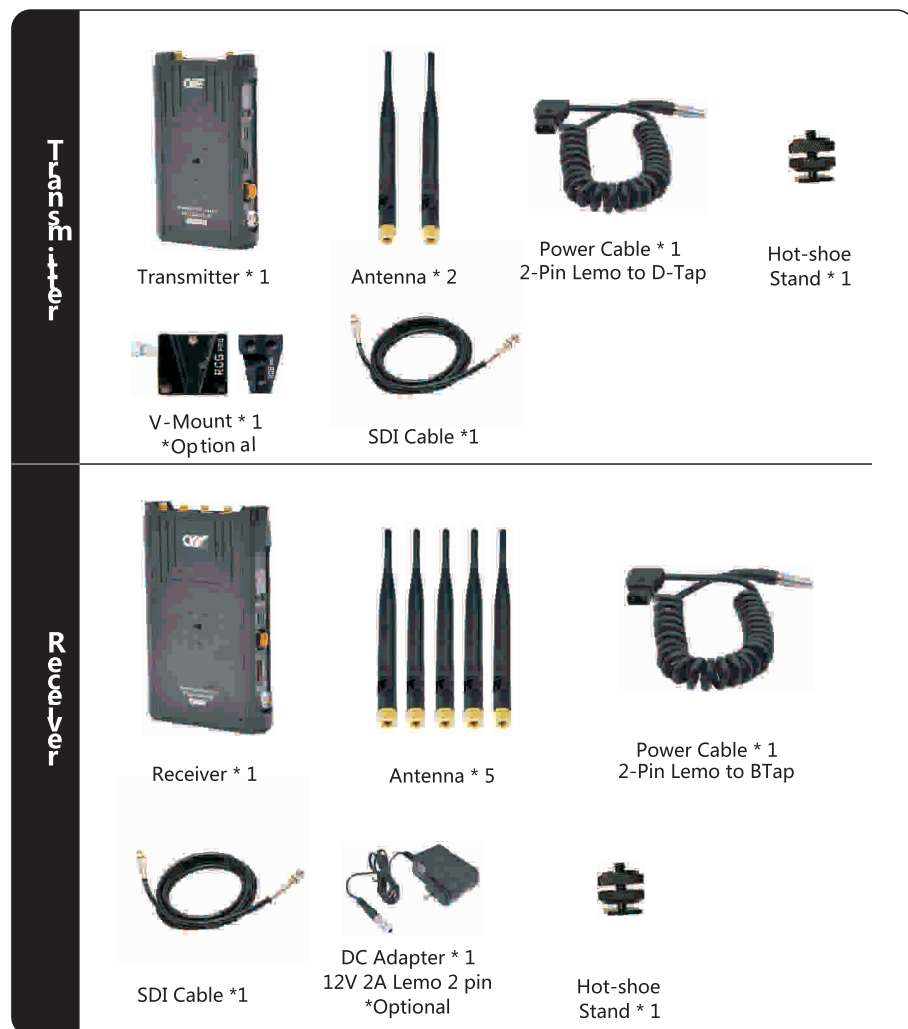 Transmitter
Transmitter * 1
Antenna * 2
Power Cable * 1
2-Pin Lemo to D-Tap
Hot-shoe
Stand * 1
V-Mount * 1
*Optional
SDI Cable *1
Receiver
Receiver * 1
Antenna * 5
Power Cable * 1
2-Pin Lemo to BTap
SDI Cable *1
DC Adapter * 1
12V 2A Lemo 2 pin
*Optional
Hot-shoe
Stand * 1